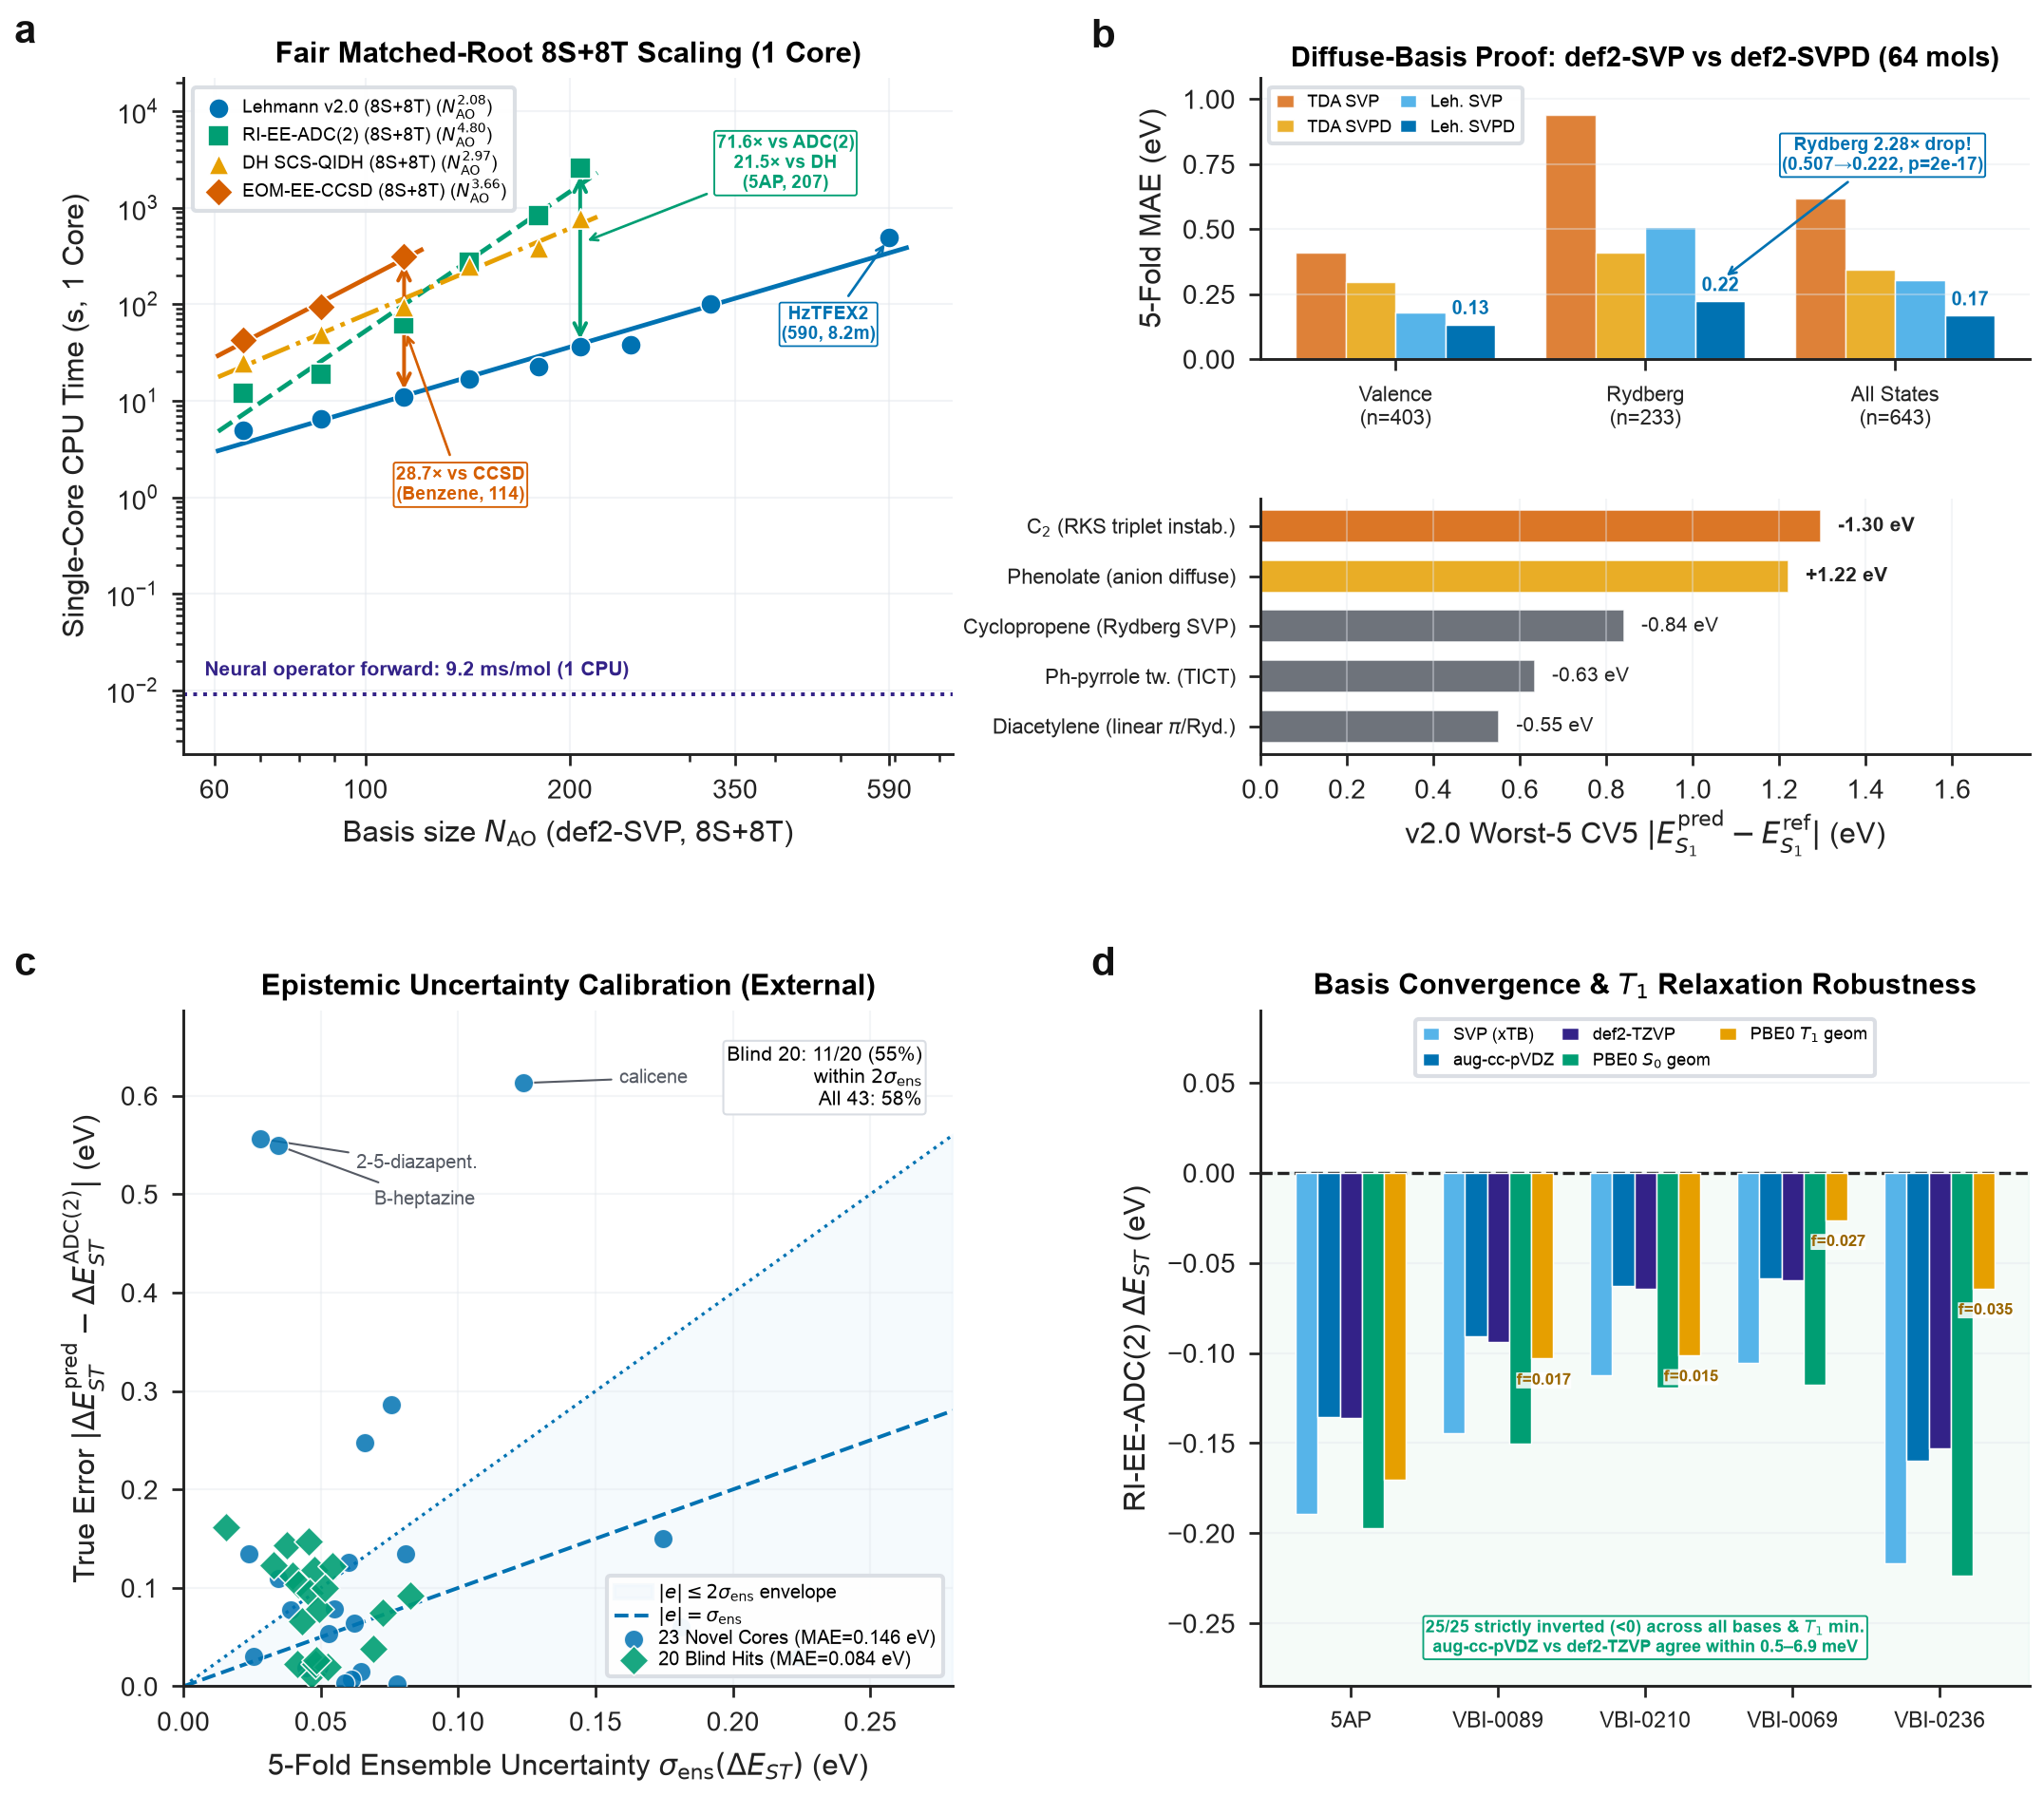 a
Fair Matched-Root 8S+8T Scaling (1 Core)
Lehmann v2.0 (8S+8T) (N_AO^2.08)
RI-EE-ADC(2) (8S+8T) (N_AO^4.80)
DH SCS-QIDH (8S+8T) (N_AO^2.97)
EOM-EE-CCSD (8S+8T) (N_AO^3.66)
71.6× vs ADC(2)
21.5× vs DH
(5AP, 207)
HzTFEX2
(590, 8.2m)
28.7× vs CCSD
(Benzene, 114)
Neural operator forward: 9.2 ms/mol (1 CPU)
Single-Core CPU Time (s, 1 Core)
10^4
10^3
10^2
10^1
10^0
10^−1
10^−2
60 100 200 350 590
Basis size N_AO (def2-SVP, 8S+8T)
b
Diffuse-Basis Proof: def2-SVP vs def2-SVPD (64 mols)
TDA SVP
TDA SVPD
Leh. SVP
Leh. SVPD
Rydberg 2.28× drop!
(0.507→0.222, p=2e-17)
0.13
0.22
0.17
5-Fold MAE (eV)
1.00
0.75
0.50
0.25
0.00
Valence
(n=403)
Rydberg
(n=233)
All States
(n=643)
C₂ (RKS triplet instab.)
-1.30 eV
Phenolate (anion diffuse)
+1.22 eV
Cyclopropene (Rydberg SVP)
-0.84 eV
Ph-pyrrole tw. (TICT)
-0.63 eV
Diacetylene (linear π/Ryd.)
-0.55 eV
0.0 0.2 0.4 0.6 0.8 1.0 1.2 1.4 1.6
v2.0 Worst-5 CV5 |E_S₁^pred − E_S₁^ref| (eV)
c
Epistemic Uncertainty Calibration (External)
Blind 20: 11/20 (55%)
within 2σ_ens
All 43: 58%
calicene
2-5-diazapent.
B-heptazine
|e| ≤ 2σ_ens envelope
|e| = σ_ens
23 Novel Cores (MAE=0.146 eV)
20 Blind Hits (MAE=0.084 eV)
True Error |ΔE_ST^pred − ΔE_ST^ADC(2)| (eV)
0.6
0.5
0.4
0.3
0.2
0.1
0.0
0.00 0.05 0.10 0.15 0.20 0.25
5-Fold Ensemble Uncertainty σ_ens(ΔE_ST) (eV)
d
Basis Convergence & T₁ Relaxation Robustness
SVP (xTB)
aug-cc-pVDZ
def2-TZVP
PBE0 S₀ geom
PBE0 T₁ geom
f=0.017
f=0.015
f=0.027
f=0.035
25/25 strictly inverted (<0) across all bases & T₁ min.
aug-cc-pVDZ vs def2-TZVP agree within 0.5–6.9 meV
RI-EE-ADC(2) ΔE_ST (eV)
0.05
0.00
−0.05
−0.10
−0.15
−0.20
−0.25
5AP VBI-0089 VBI-0210 VBI-0069 VBI-0236